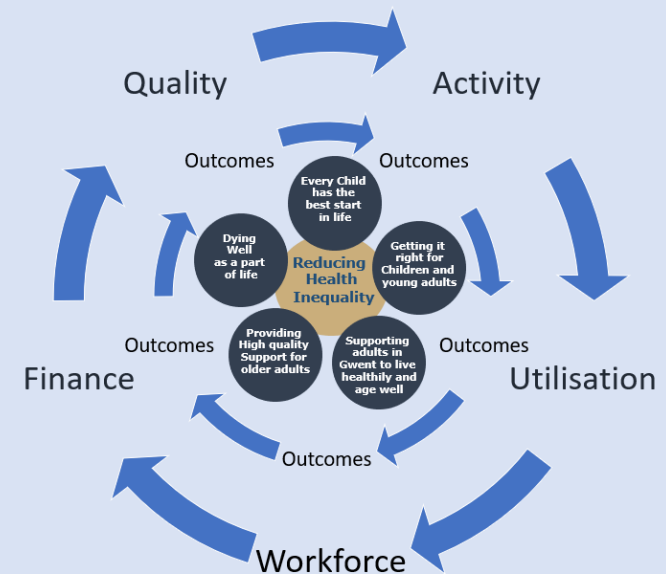 Quality
Activity
Outcomes
Outcomes
Every Child
has the
best start
in life
Dying
Well
as a part
of life
Reducing
Health
Inequality
Getting it
right for
Children and
young adults
Providing
High quality
Support for
older adults
Supporting
adults in
Gwent to live
healthily and
age well
Outcomes
Outcomes
Finance
Utilisation
Outcomes
Workforce